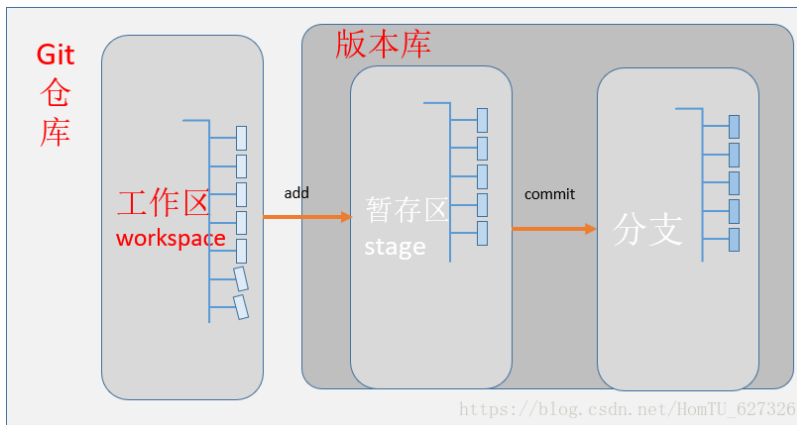 Git
仓
库
版本库
工作区
workspace
add
暂存区
stage
commit
分支
https://blog.csdn.net/HomTU_627326